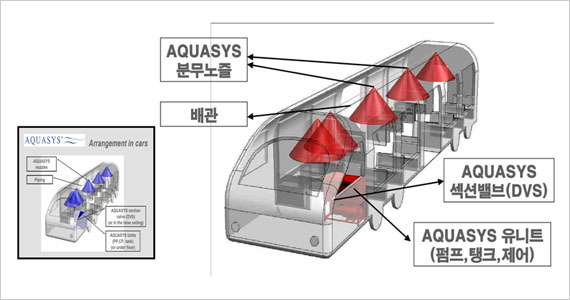 AQUASYS
분무노즐
배관
AQUASYS
섹션밸브(DVS)
AQUASYS 유니트
(펌프,탱크,제어)
AQUASYS
Arrangement in cars
AQUASYS
nozzles
Piping
AQUASYS section
valve (DVS)
(or in the false ceiling)
AQUASYS Units
(PP,CP, tank)
(or under floor)